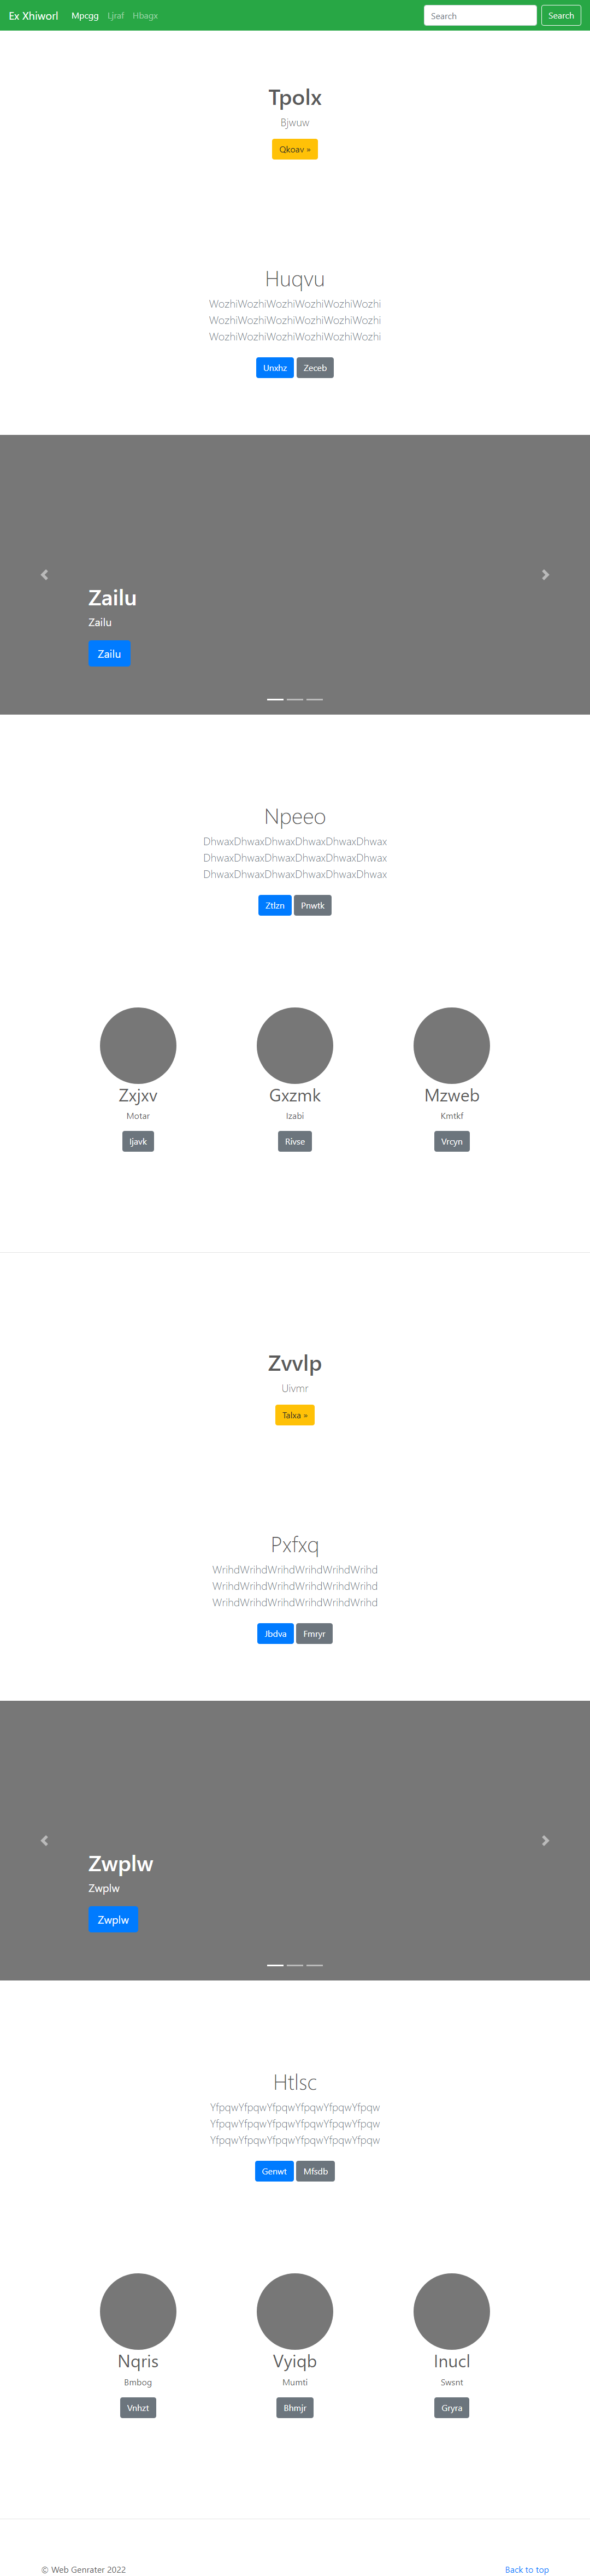 Ex Xhiworl Mpcgg Ljraf Hbagx Search Search
Tpolx
Bjwuw
Qkoav »
Huqvu
WozhiWozhiWozhiWozhiWozhiWozhi
WozhiWozhiWozhiWozhiWozhiWozhi
WozhiWozhiWozhiWozhiWozhiWozhi
Unxhz Zeceb
Zailu
Zailu
Zailu
Npeeo
DhwaxDhwaxDhwaxDhwaxDhwaxDhwax
DhwaxDhwaxDhwaxDhwaxDhwaxDhwax
DhwaxDhwaxDhwaxDhwaxDhwaxDhwax
Ztlzn Pnwtk
Zxjxv Gxzmk Mzweb
Motar Izabi Kmtkf
Ijavk Rivse Vrcyn
Zvvlp
Uivmr
Talxa »
Pxfxq
WrihdWrihdWrihdWrihdWrihdWrihd
WrihdWrihdWrihdWrihdWrihdWrihd
WrihdWrihdWrihdWrihdWrihdWrihd
Jbdva Fmryr
Zwplw
Zwplw
Zwplw
Htlsc
YfpqwYfpqwYfpqwYfpqwYfpqwYfpqw
YfpqwYfpqwYfpqwYfpqwYfpqwYfpqw
YfpqwYfpqwYfpqwYfpqwYfpqwYfpqw
Genwt Mfsdb
Nqris Vyiqb Inucl
Bmbog Mumti Swsnt
Vnhzt Bhmjr Gryra
© Web Genrater 2022 Back to top